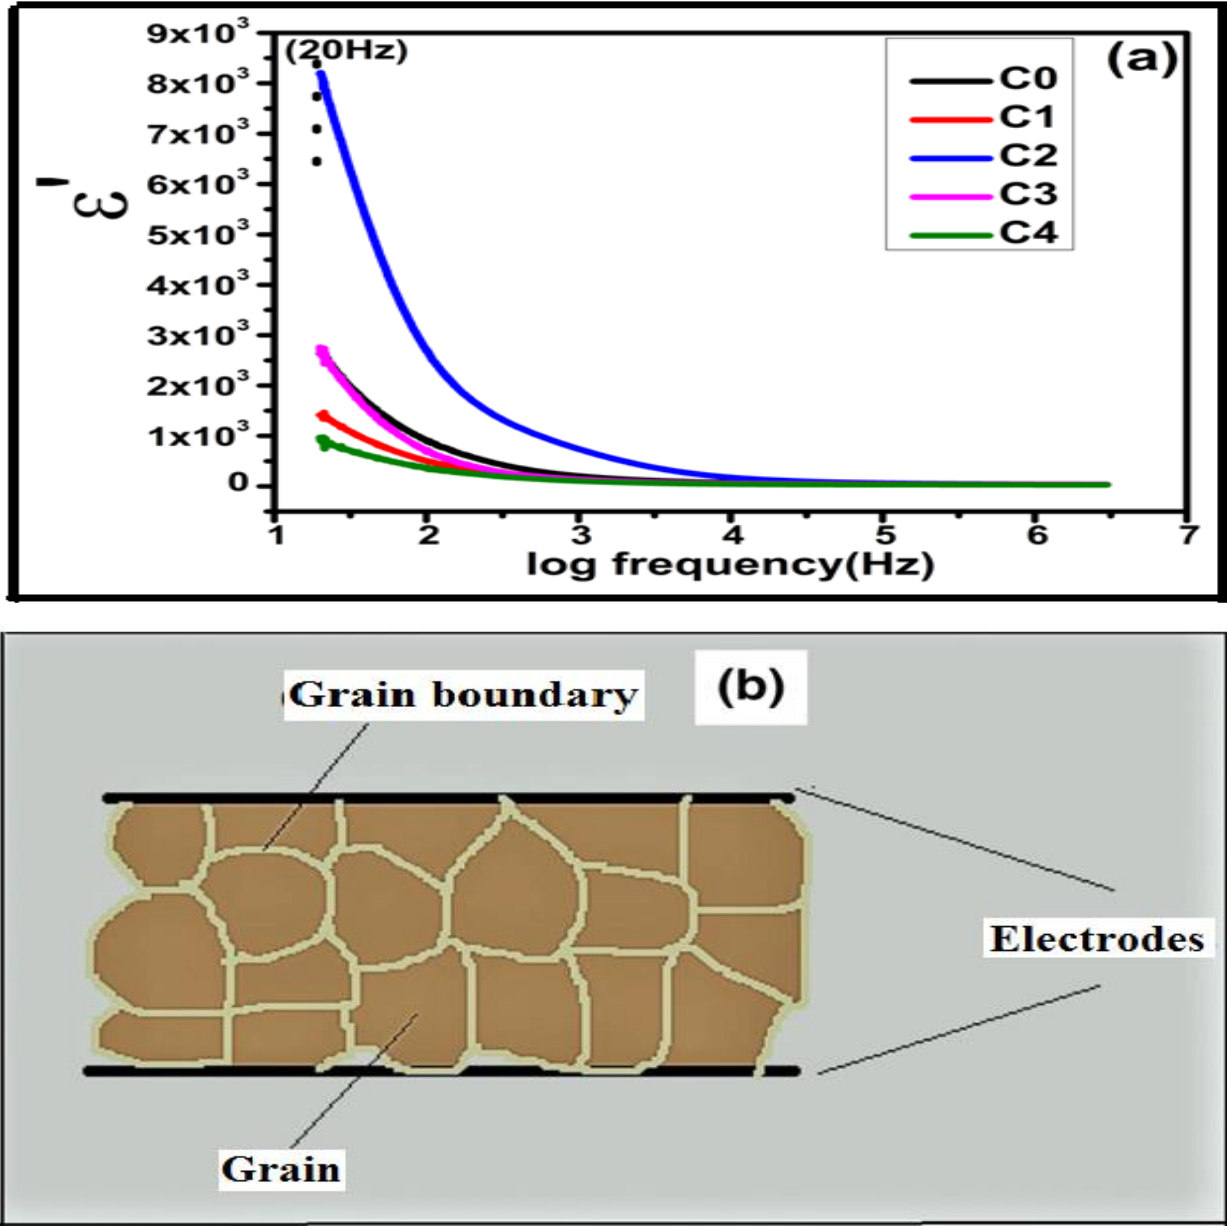 9x10³
(20Hz)
(a)
8x10³
7x10³
6x10³
5x10³
4x10³
3x10³
2x10³
1x10³
0
ε'
C0
C1
C2
C3
C4
1 2 3 4 5 6 7
log frequency(Hz)
(b)
Grain boundary
Electrodes
Grain